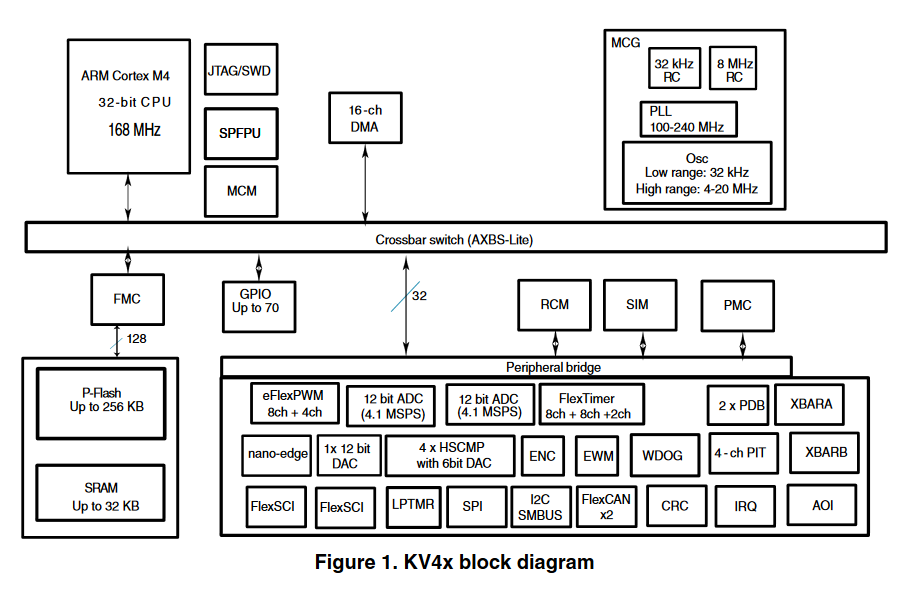 ARM Cortex M4
32-bit CPU
168 MHz
JTAG/SWD
SPFPU
MCM
16-ch
DMA
MCG
32 kHz
RC
8 MHz
RC
PLL
100-240 MHz
Osc
Low range: 32 kHz
High range: 4-20 MHz
Crossbar switch (AXBS-Lite)
FMC
128
GPIO
Up to 70
32
RCM
SIM
PMC
P-Flash
Up to 256 KB
SRAM
Up to 32 KB
Peripheral bridge
eFlexPWM
8ch + 4ch
12 bit ADC
(4.1 MSPS)
12 bit ADC
(4.1 MSPS)
FlexTimer
8ch + 8ch +2ch
2 x PDB
XBARA
nano-edge
1x 12 bit
DAC
4 x HSCMP
with 6bit DAC
ENC
EWM
WDOG
4-ch PIT
XBARB
FlexSCI
FlexSCI
LPTMR
SPI
I2C
SMBUS
FlexCAN
x2
CRC
IRQ
AOI
Figure 1. KV4x block diagram